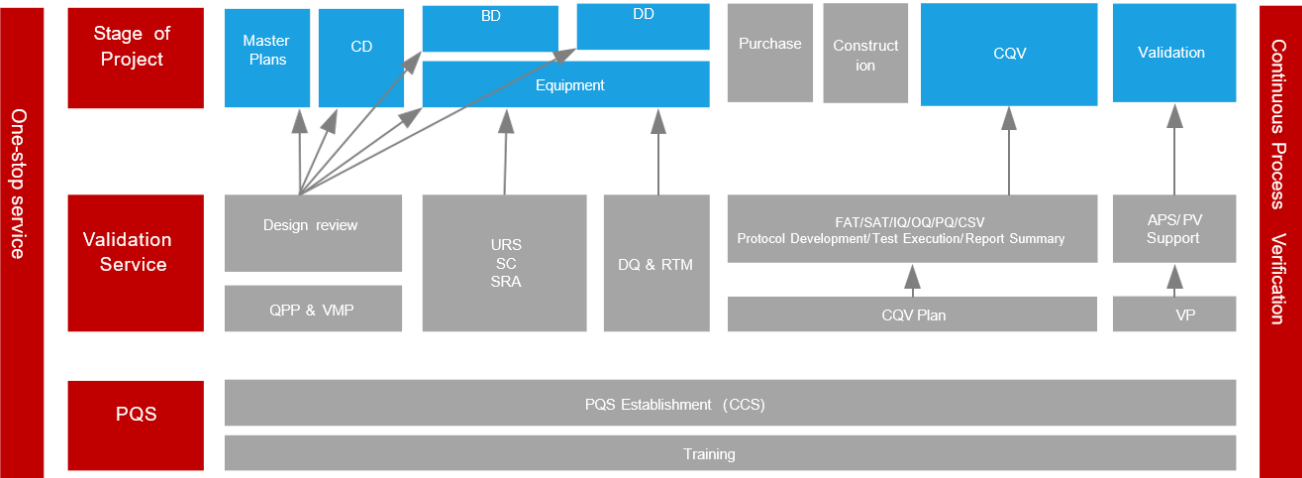 One-stop service
Stage of
Project
Master
Plans
CD
BD
DD
Equipment
Purchase
Construct
ion
CQV
Validation
Validation
Service
Design review
QPP & VMP
URS
SC
SRA
DQ & RTM
FAT/SAT/IQ/OQ/PQ/CSV
Protocol Development/Test Execution/Report Summary
CQV Plan
APS/PV
Support
VP
PQS
PQS Establishment (CCS)
Training
Continuous Process Verification